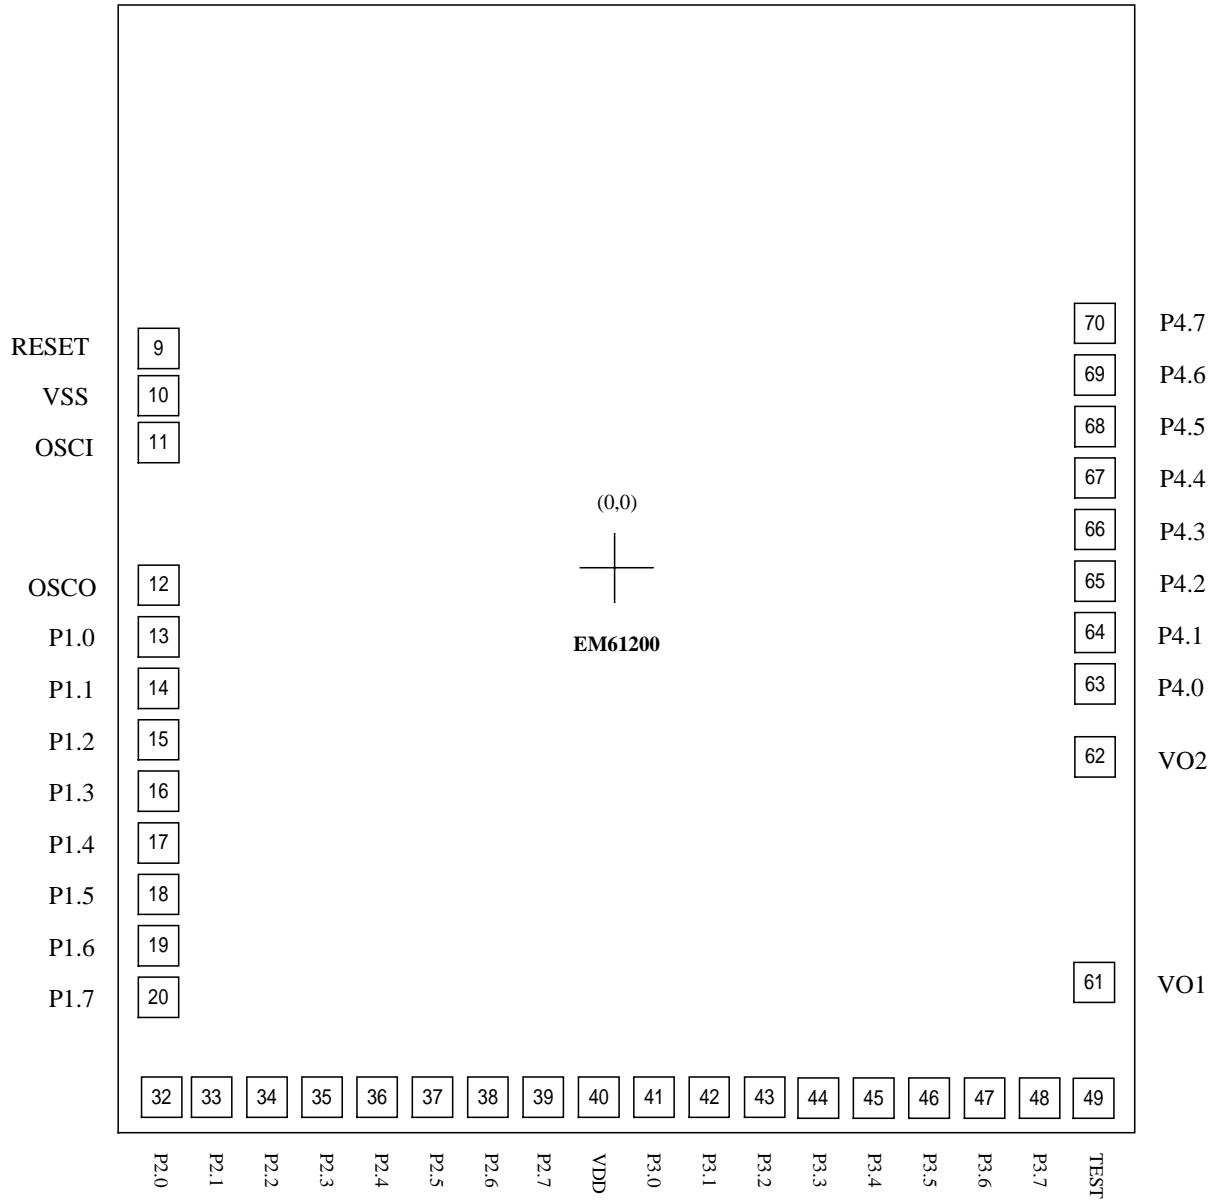 70 P4.7
RESET 9
69 P4.6
VSS 10
68 P4.5
OSCI 11
67 P4.4
(0,0)
66 P4.3
OSCO 12
65 P4.2
P1.0 13
EM61200
64 P4.1
P1.1 14
63 P4.0
P1.2 15
62 VO2
P1.3 16
P1.4 17
P1.5 18
P1.6 19
P1.7 20
61 VO1
32 33 34 35 36 37 38 39 40 41 42 43 44 45 46 47 48 49
P2.0 P2.1 P2.2 P2.3 P2.4 P2.5 P2.6 P2.7 VDD P3.0 P3.1 P3.2 P3.3 P3.4 P3.5 P3.6 P3.7 TEST